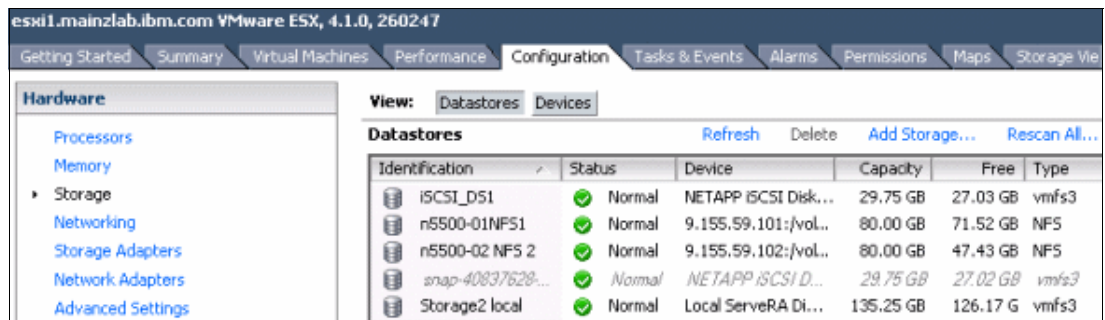 esxi1.mainzlab.ibm.com VMware ESX, 4.1.0, 260247
Getting Started Summary Virtual Machines Performance Configuration Tasks & Events Alarms Permissions Maps Storage Vie
Hardware
Processors
Memory
Storage
Networking
Storage Adapters
Network Adapters
Advanced Settings
View: Datastores Devices
Datastores Refresh Delete Add Storage... Rescan All...
Identification Status Device Capacity Free Type
iSCSI_DS1 Normal NETAPP iSCSI Disk... 29.75 GB 27.03 GB vmfs3
n5500-01NFS1 Normal 9.155.59.101:/vol... 80.00 GB 71.52 GB NFS
n5500-02 NFS 2 Normal 9.155.59.102:/vol... 80.00 GB 47.43 GB NFS
snap-40837628-... Normal NETAPP iSCSI D... 29.75 GB 27.02 GB vmfs3
Storage2 local Normal Local ServeRA Di... 135.25 GB 126.17 G vmfs3